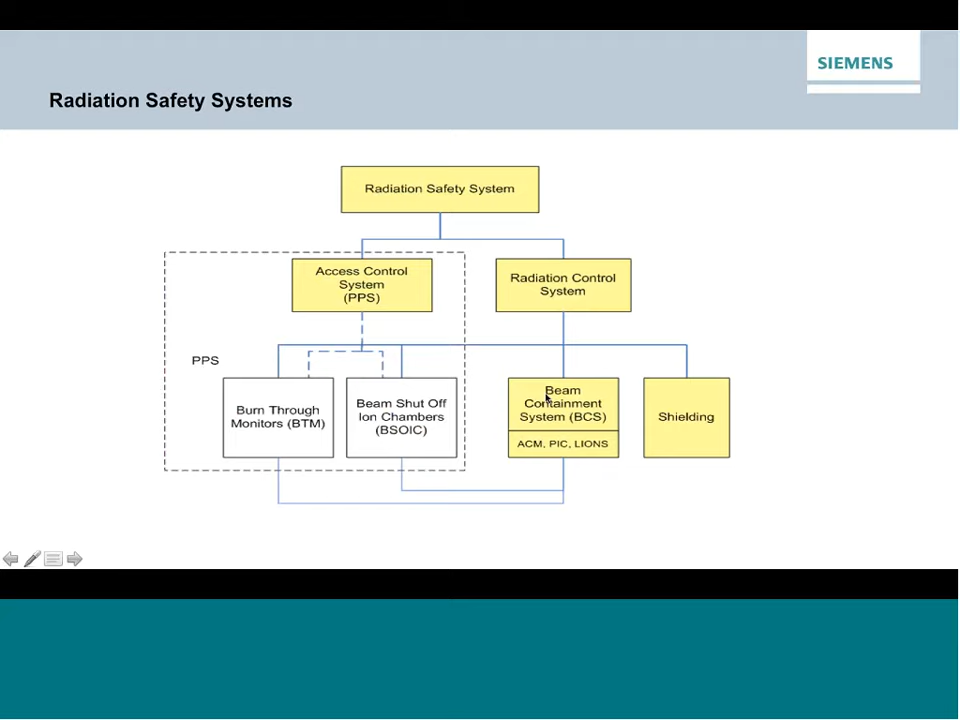 SIEMENS
Radiation Safety Systems
Radiation Safety System
Access Control
System
(PPS)
Radiation Control
System
PPS
Burn Through
Monitors (BTM)
Beam Shut Off
Ion Chambers
(BSOIC)
Beam
Containment
System (BCS)
ACM, PIC, LIONS
Shielding